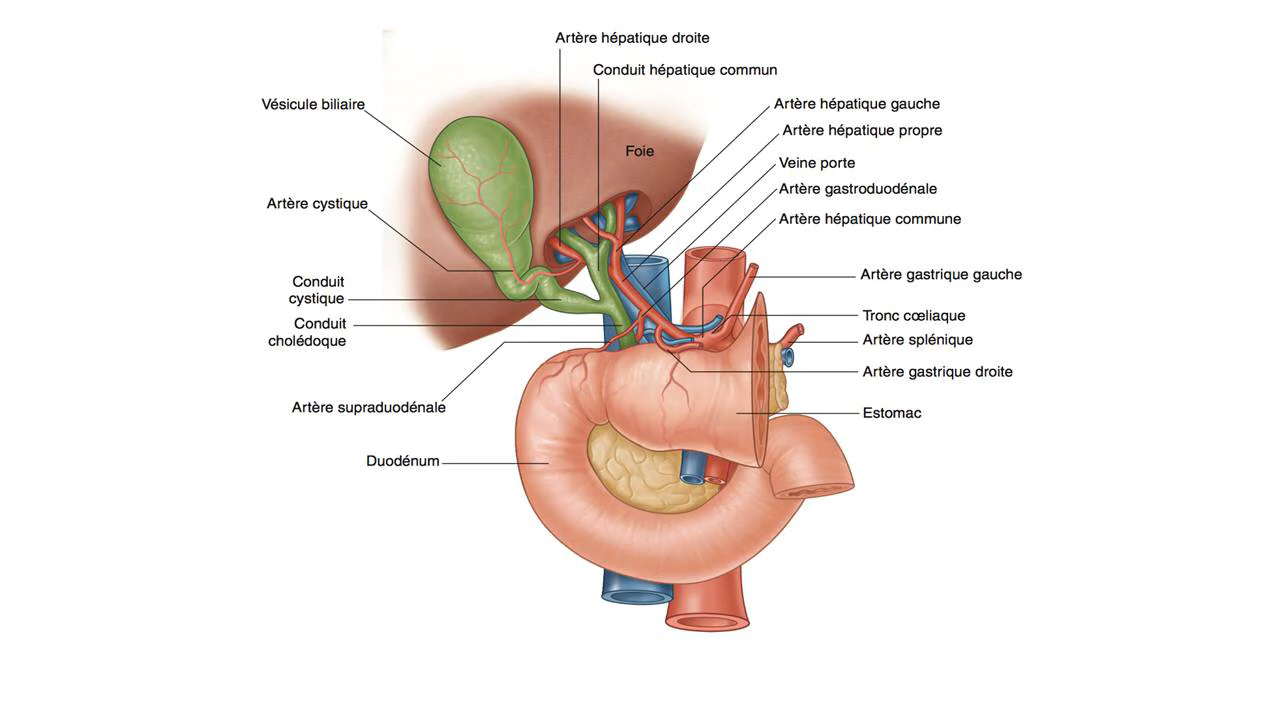 Artère hépatique droite
Conduit hépatique commun
Vésicule biliaire
Artère hépatique gauche
Artère hépatique propre
Foie
Veine porte
Artère gastroduodénale
Artère cystique
Artère hépatique commune
Artère gastrique gauche
Conduit
cystique
Tronc cœliaque
Conduit
cholédoque
Artère splénique
Artère gastrique droite
Artère supraduodénale
Estomac
Duodénum